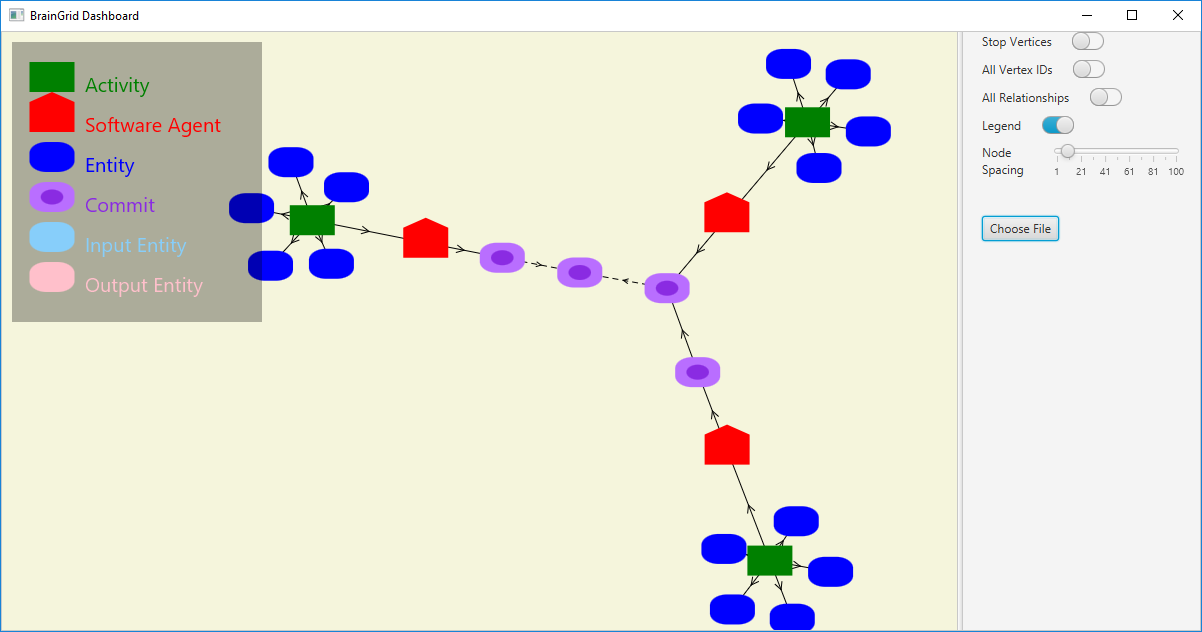 BrainGrid Dashboard
Activity
Software Agent
Entity
Commit
Input Entity
Output Entity
Stop Vertices
All Vertex IDs
All Relationships
Legend
Node
Spacing
1 21 41 61 81 100
Choose File